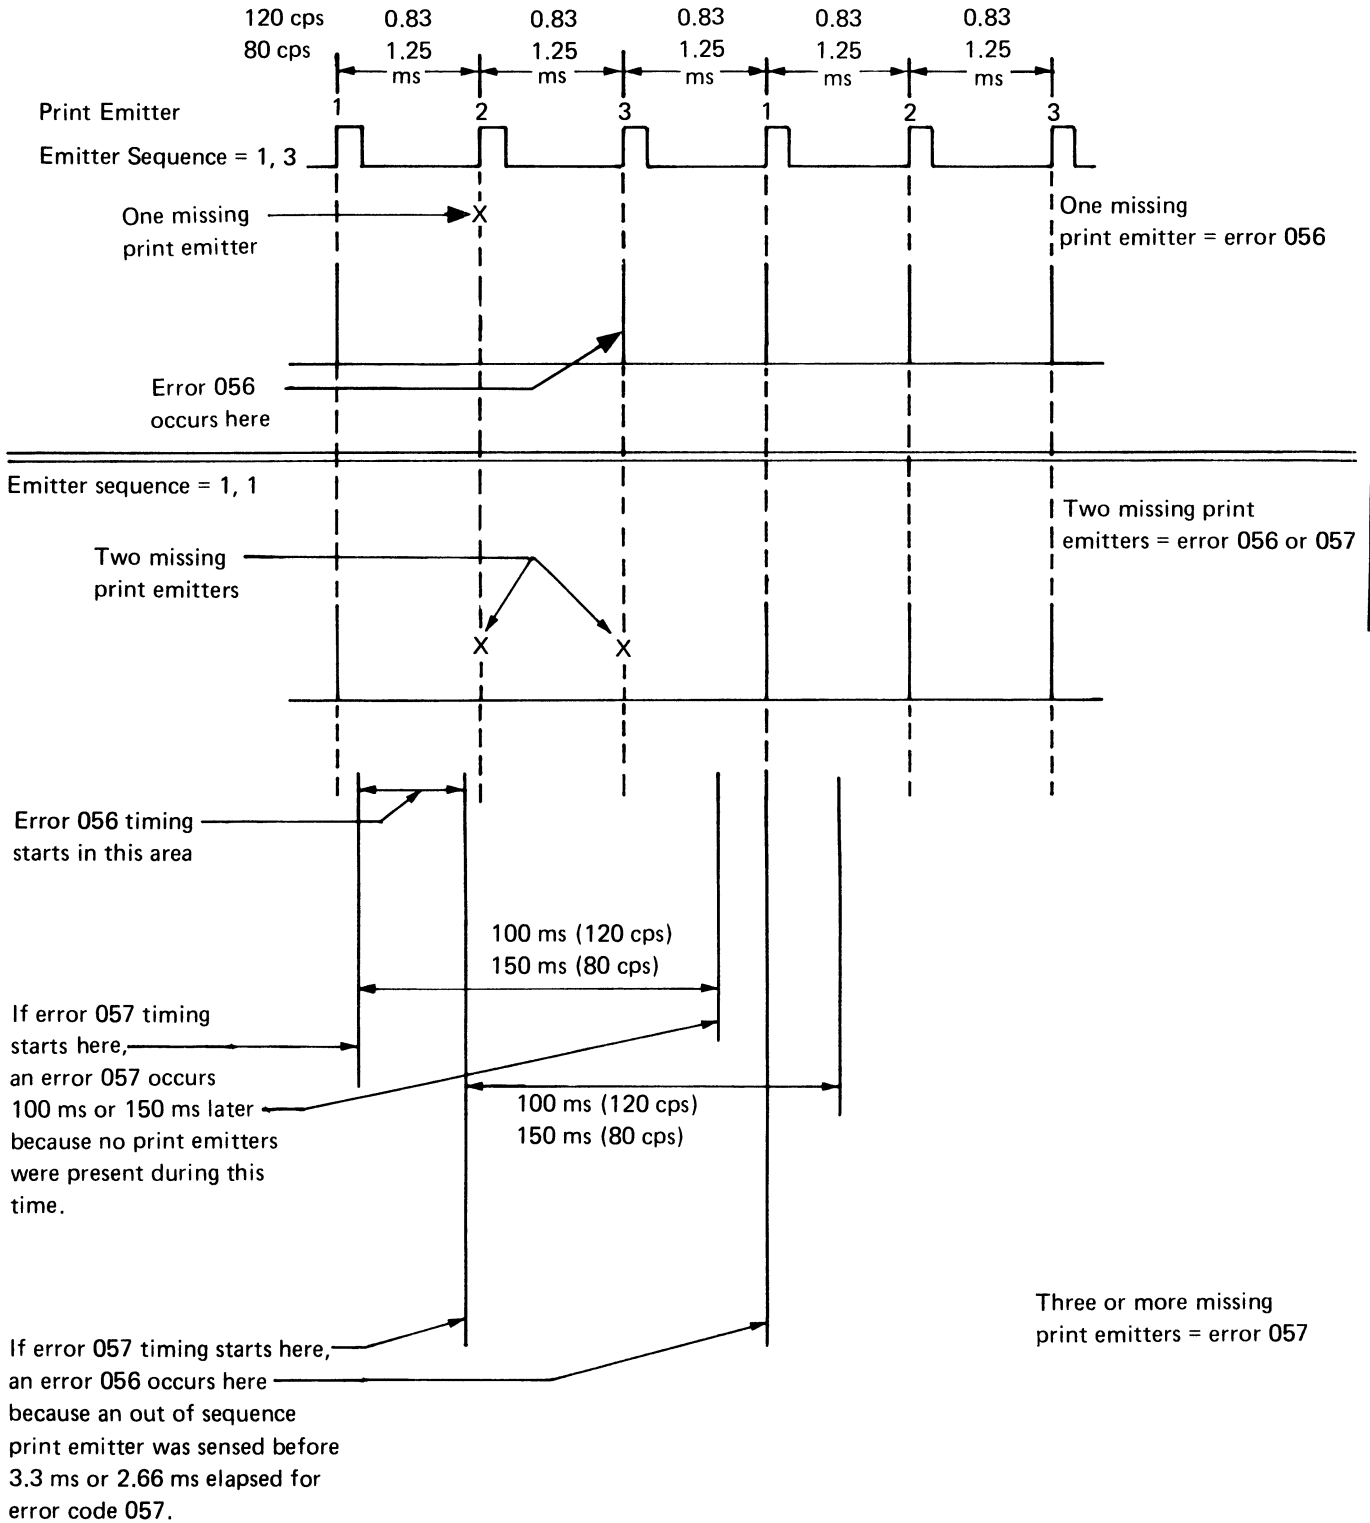 120 cps 0.83 0.83 0.83 0.83 0.83
80 cps 1.25 1.25 1.25 1.25 1.25
ms ms ms ms ms
Print Emitter 1 2 3 1 2 3
Emitter Sequence = 1, 3
One missing
print emitter
X
One missing
print emitter = error 056
Error 056
occurs here
Emitter sequence = 1, 1
Two missing print
emitters = error 056 or 057
Two missing
print emitters
X X
Error 056 timing
starts in this area
100 ms (120 cps)
150 ms (80 cps)
If error 057 timing
starts here,
an error 057 occurs
100 ms or 150 ms later
because no print emitters
were present during this
time.
100 ms (120 cps)
150 ms (80 cps)
Three or more missing
print emitters = error 057
If error 057 timing starts here,
an error 056 occurs here
because an out of sequence
print emitter was sensed before
3.3 ms or 2.66 ms elapsed for
error code 057.